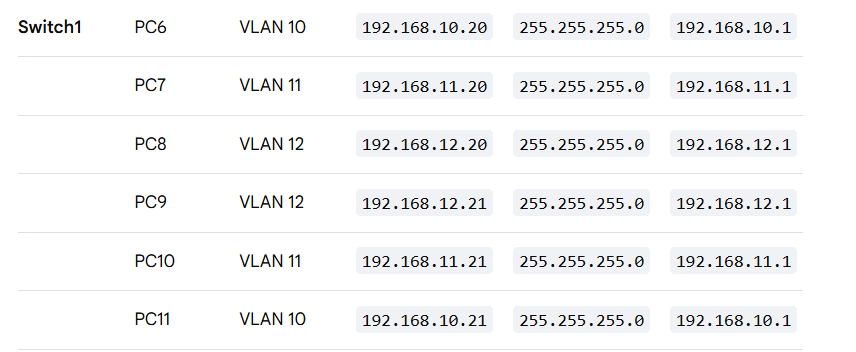 Switch1 PC6 VLAN 10 192.168.10.20 255.255.255.0 192.168.10.1
PC7 VLAN 11 192.168.11.20 255.255.255.0 192.168.11.1
PC8 VLAN 12 192.168.12.20 255.255.255.0 192.168.12.1
PC9 VLAN 12 192.168.12.21 255.255.255.0 192.168.12.1
PC10 VLAN 11 192.168.11.21 255.255.255.0 192.168.11.1
PC11 VLAN 10 192.168.10.21 255.255.255.0 192.168.10.1